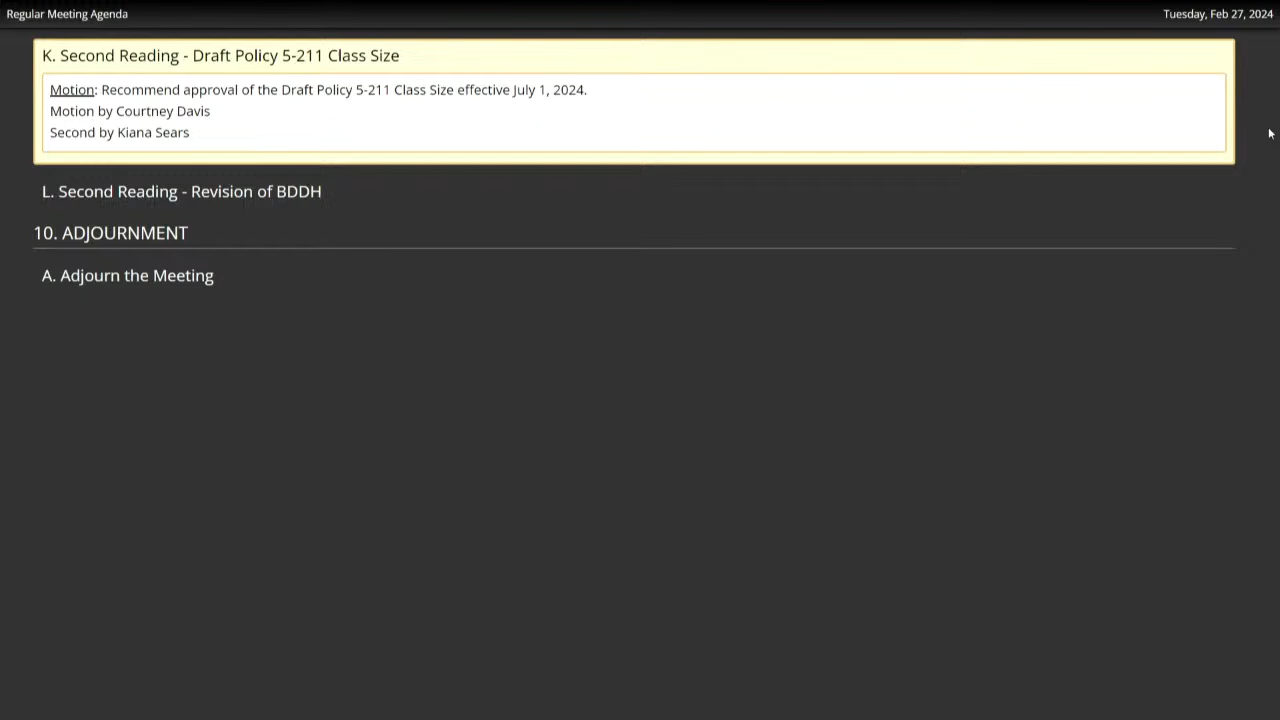 Regular Meeting Agenda
Tuesday, Feb 27, 2024
K. Second Reading - Draft Policy 5-211 Class Size
Motion: Recommend approval of the Draft Policy 5-211 Class Size effective July 1, 2024.
Motion by Courtney Davis
Second by Kiana Sears
L. Second Reading - Revision of BDDH
10. ADJOURNMENT
A. Adjourn the Meeting